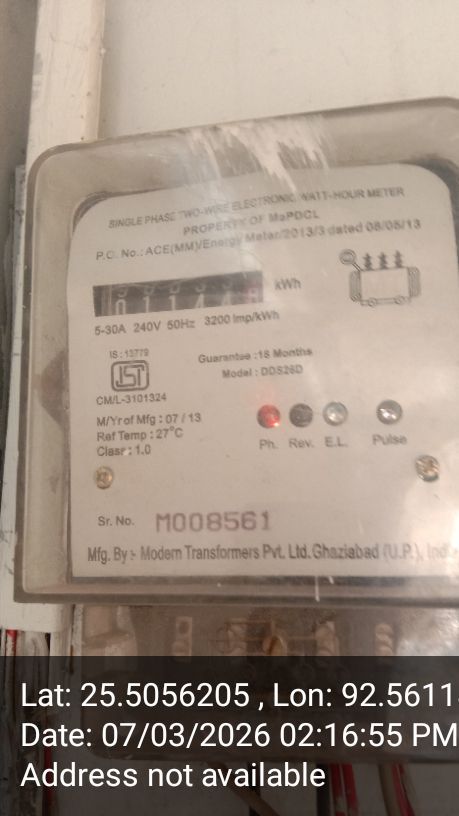 SINGLE PHASE TWO-WIRE ELECTRONIC WATT-HOUR METER
PROPERTY OF MePDCL
P.C. No.: ACE(MM)/Energy Meter/2013/3 dated 08/05/13
0114 kWh
5-30A 240V 50Hz 3200 imp/kWh
IS : 13779
Guarantee :18 Months
Model : DDS26D
ISI
CM/L-3101324
M/Yr of Mfg : 07 / 13
Ref Temp : 27°C
Class : 1.0
Ph. Rev. E.L. Pulse
Sr. No. M008561
Mfg. By :- Modern Transformers Pvt. Ltd. Ghaziabad (U.P.), Ind
Lat: 25.5056205 , Lon: 92.5611
Date: 07/03/2026 02:16:55 PM
Address not available